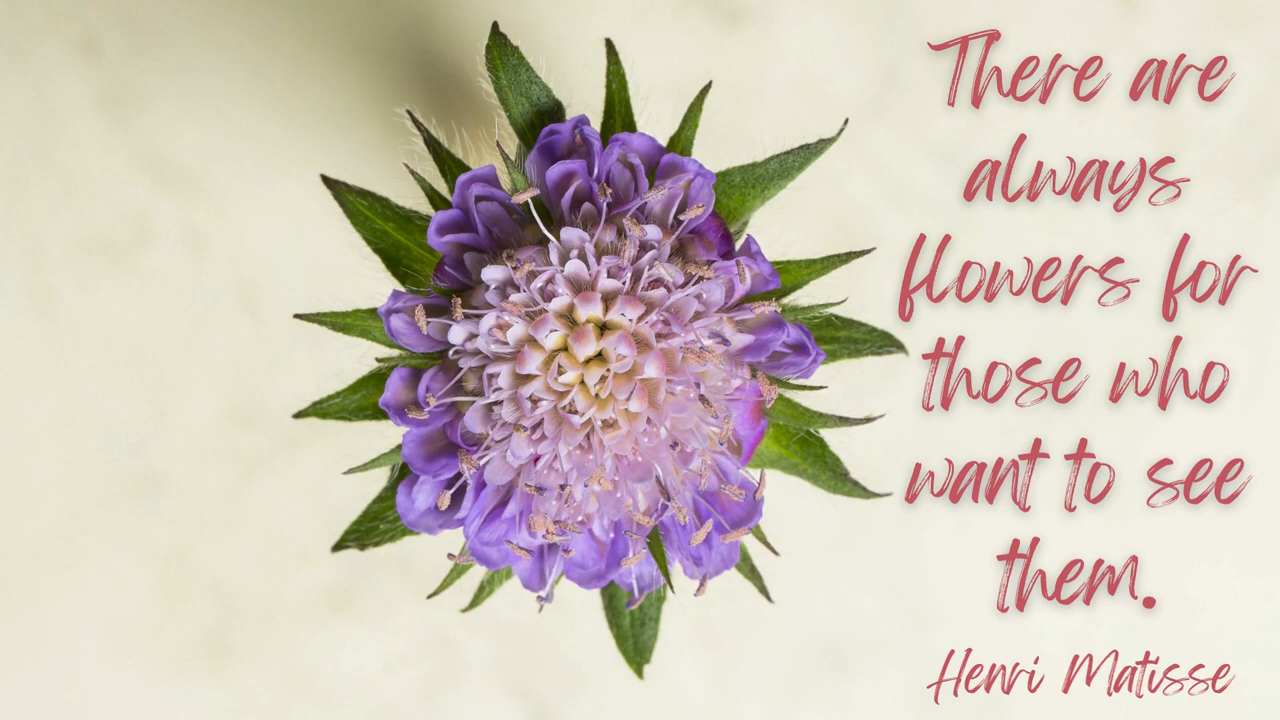 There are
always
flowers for
those who
want to see
them.
Henri Matisse